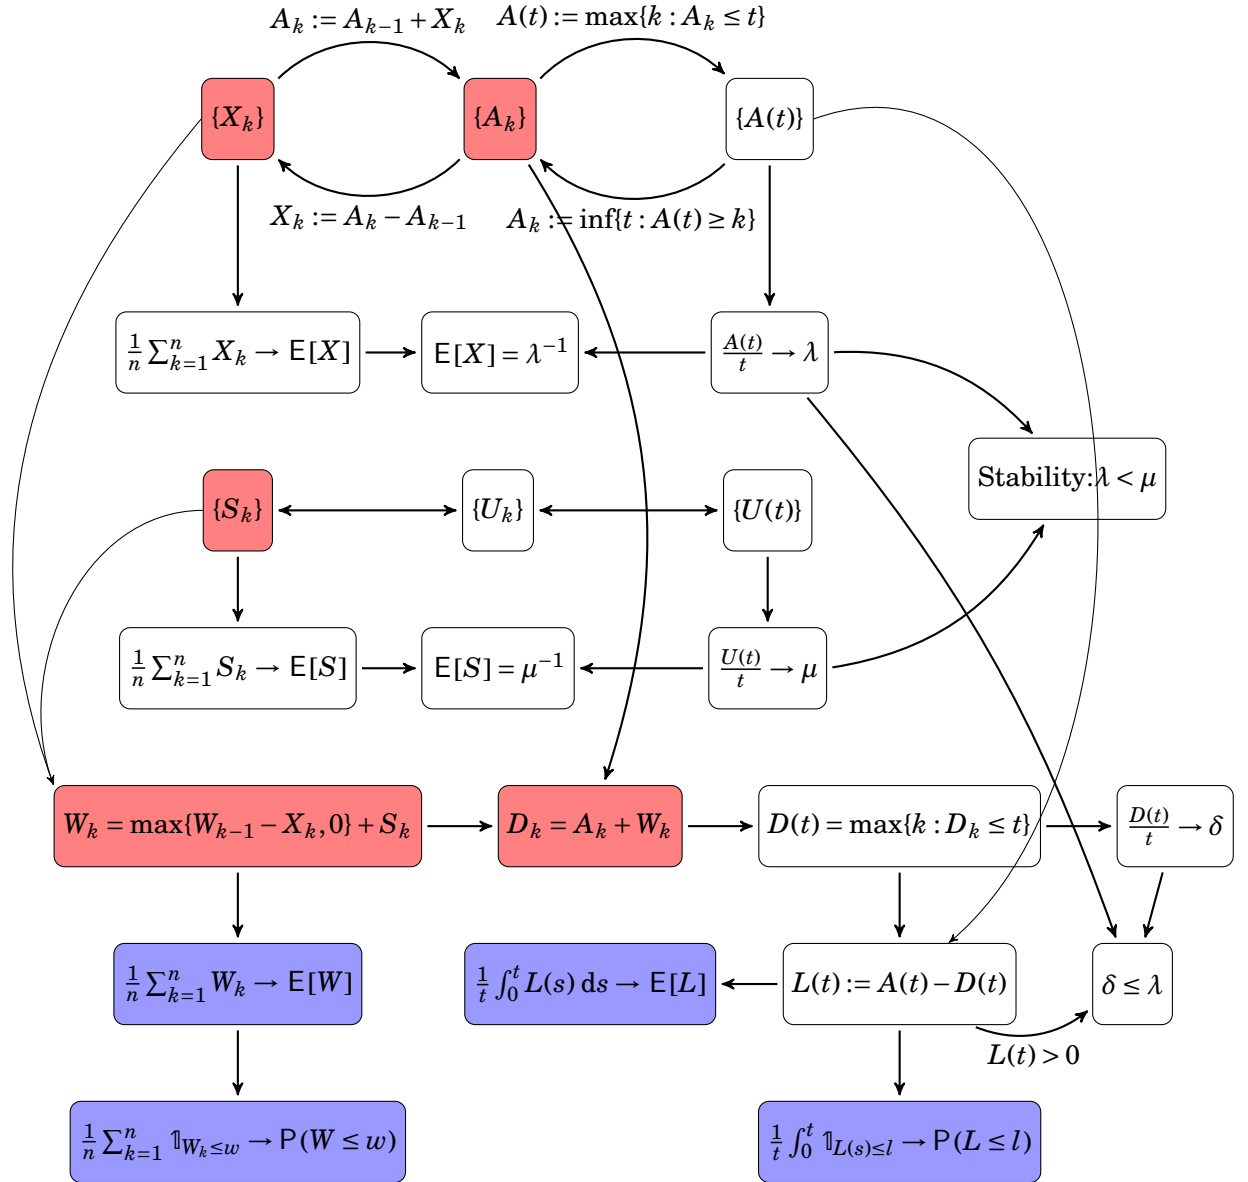 A_k := A_{k−1} + X_k
A(t) := max{k : A_k ≤ t}
{X_k}
{A_k}
{A(t)}
X_k := A_k − A_{k−1}
A_k := inf{t : A(t) ≥ k}
1/n ∑_{k=1}^n X_k → E[X]
E[X] = λ^{−1}
A(t)/t → λ
Stability: λ < μ
{S_k}
{U_k}
{U(t)}
1/n ∑_{k=1}^n S_k → E[S]
E[S] = μ^{−1}
U(t)/t → μ
W_k = max{W_{k−1} − X_k, 0} + S_k
D_k = A_k + W_k
D(t) = max{k : D_k ≤ t}
D(t)/t → δ
1/n ∑_{k=1}^n W_k → E[W]
1/t ∫_0^t L(s) ds → E[L]
L(t) := A(t) − D(t)
δ ≤ λ
L(t) > 0
1/n ∑_{k=1}^n 𝟙_{W_k ≤ w} → P(W ≤ w)
1/t ∫_0^t 𝟙_{L(s) ≤ l} → P(L ≤ l)